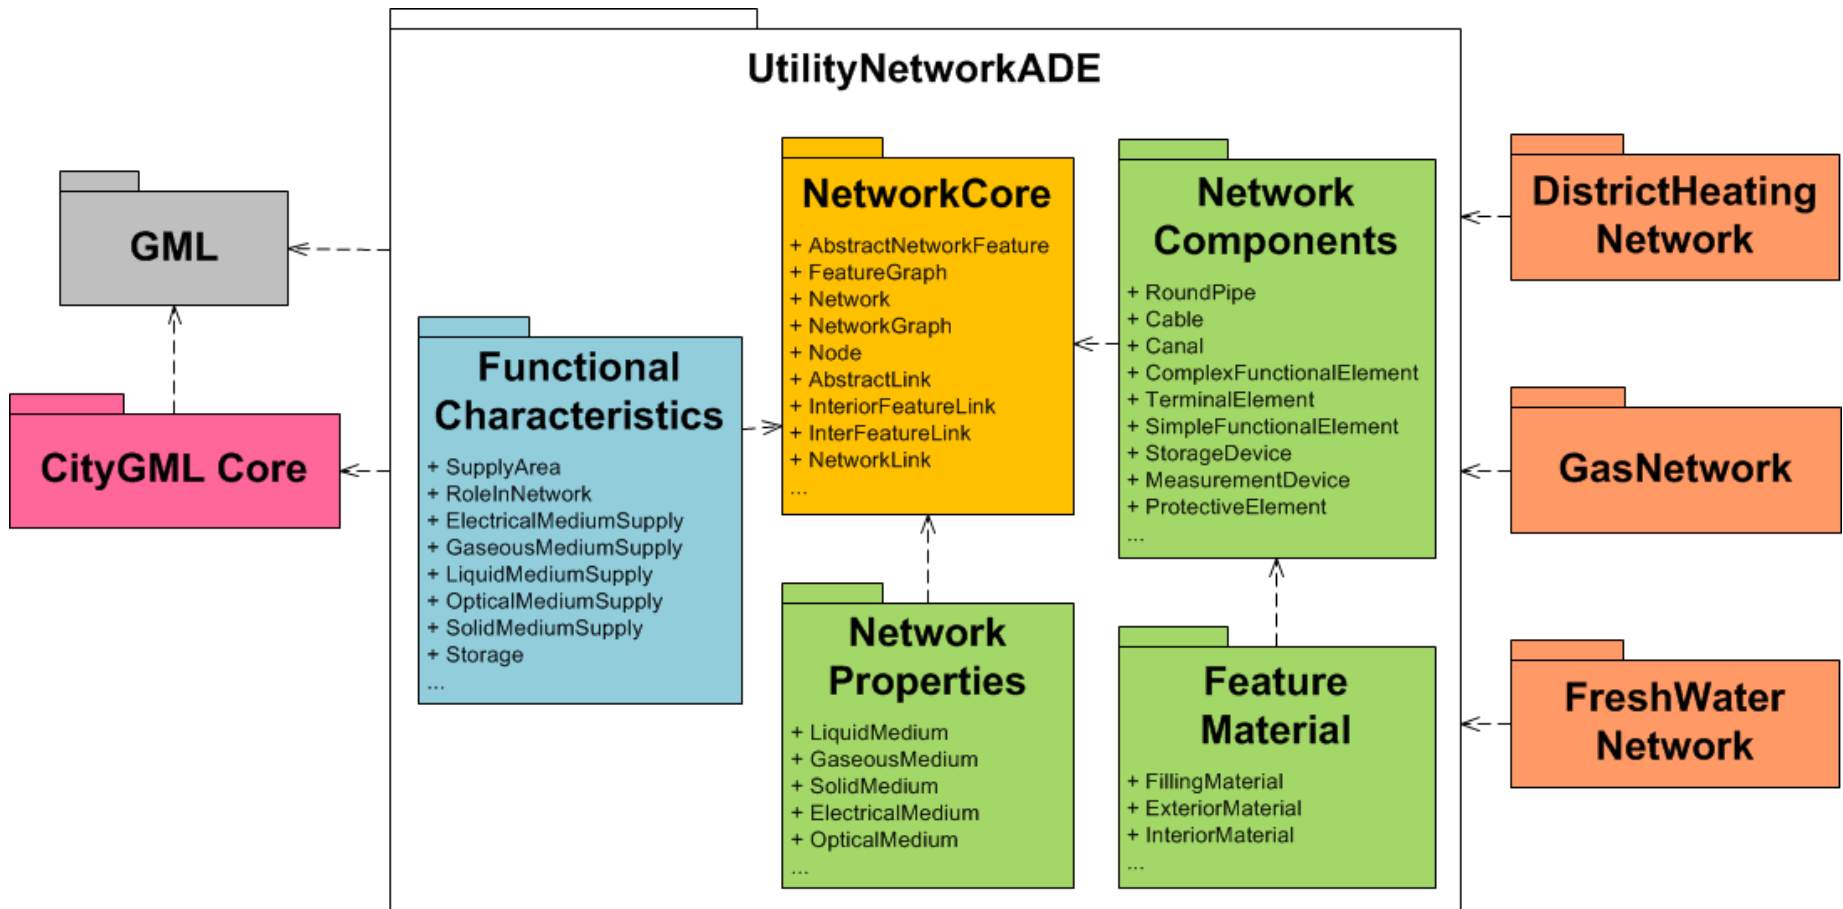 UtilityNetworkADE
GML
CityGML Core
Functional
Characteristics
+ SupplyArea
+ RoleInNetwork
+ ElectricalMediumSupply
+ GaseousMediumSupply
+ LiquidMediumSupply
+ OpticalMediumSupply
+ SolidMediumSupply
+ Storage
...
NetworkCore
+ AbstractNetworkFeature
+ FeatureGraph
+ Network
+ NetworkGraph
+ Node
+ AbstractLink
+ InteriorFeatureLink
+ InterFeatureLink
+ NetworkLink
...
Network
Properties
+ LiquidMedium
+ GaseousMedium
+ SolidMedium
+ ElectricalMedium
+ OpticalMedium
...
Network
Components
+ RoundPipe
+ Cable
+ Canal
+ ComplexFunctionalElement
+ TerminalElement
+ SimpleFunctionalElement
+ StorageDevice
+ MeasurementDevice
+ ProtectiveElement
...
Feature
Material
+ FillingMaterial
+ ExteriorMaterial
+ InteriorMaterial
...
DistrictHeating
Network
GasNetwork
FreshWater
Network